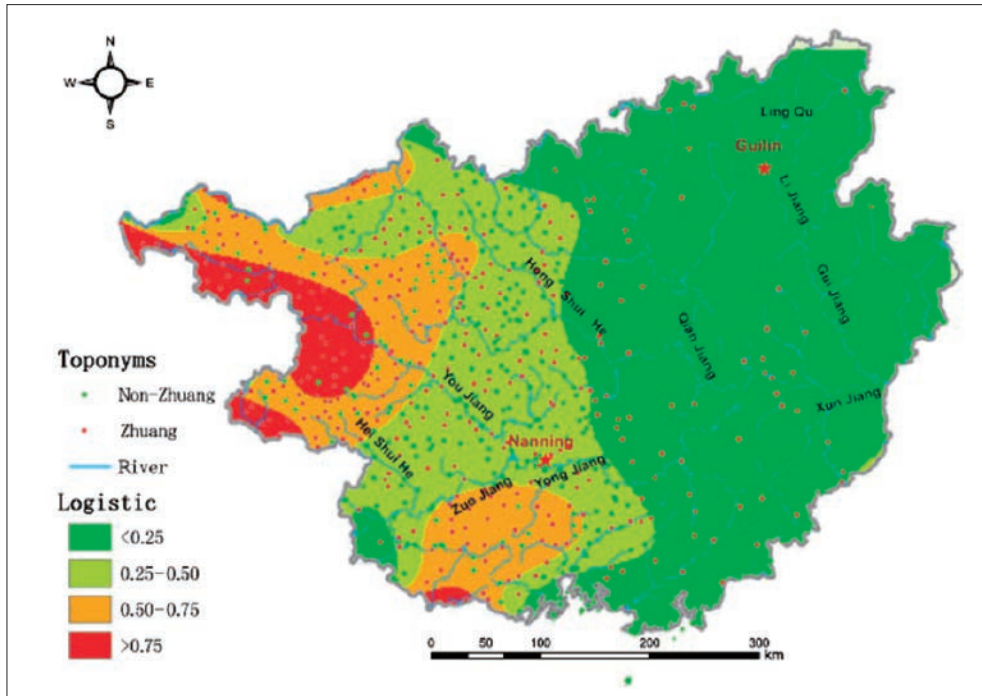 N
W E
S
Ling Qu
Guilin
Li Jiang
Gui Jiang
Hong Shui He
Qian Jiang
Xun Jiang
You Jiang
Hei Shui He
Nanning
Zuo Jiang
Yong Jiang
Toponyms
Non-Zhuang
Zhuang
River
Logistic
<0.25
0.25-0.50
0.50-0.75
>0.75
0 50 100 200 300
km